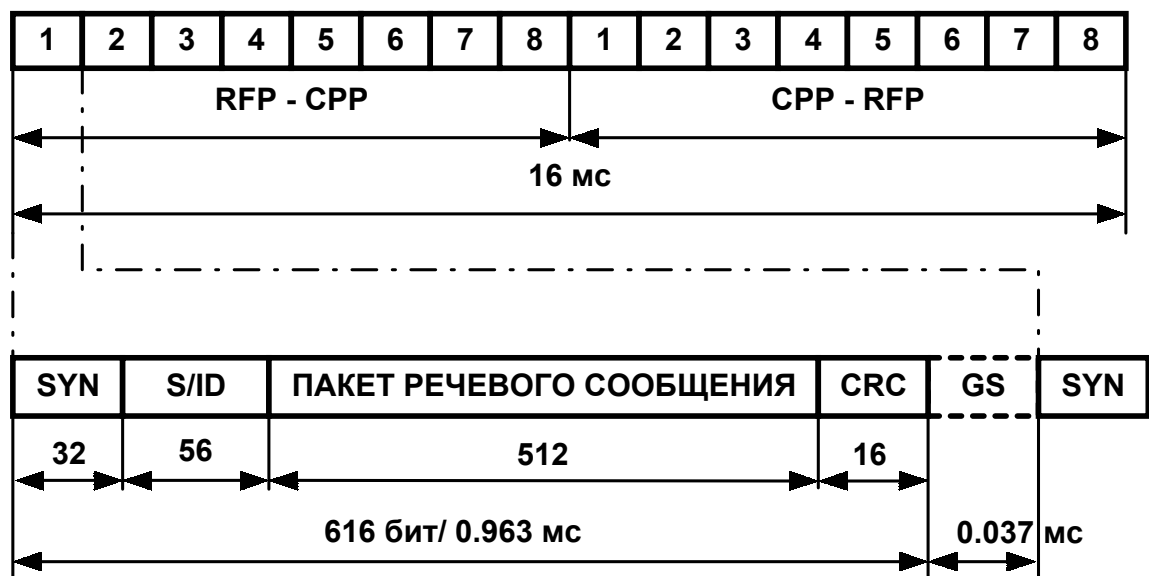 1 2 3 4 5 6 7 8 1 2 3 4 5 6 7 8
RFP - CPP CPP - RFP
16 мс
SYN S/ID ПАКЕТ РЕЧЕВОГО СООБЩЕНИЯ CRC GS SYN
32 56 512 16
616 бит/ 0.963 мс 0.037 мс